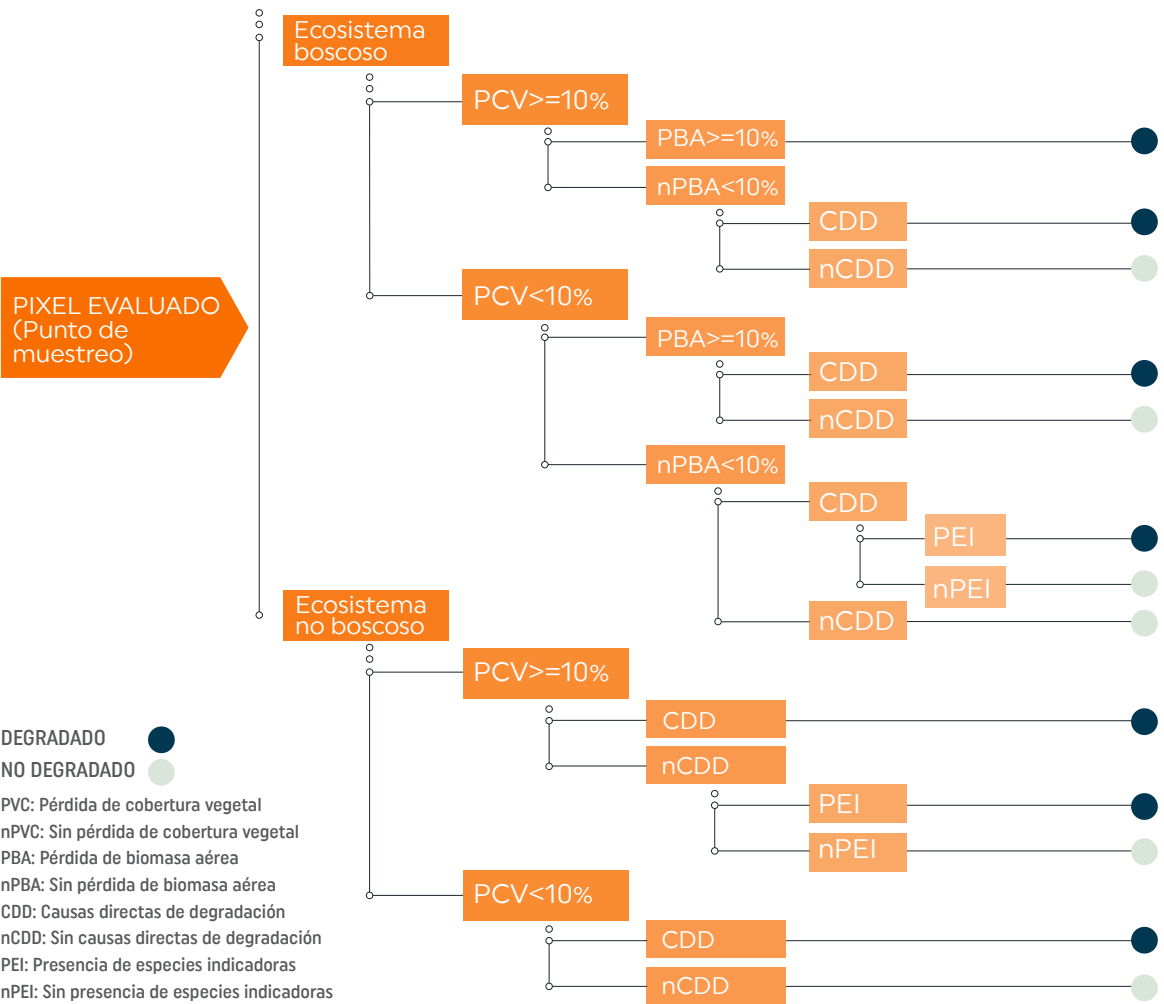 Ecosistema
boscoso
PCV>=10%
PBA>=10%
nPBA<10%
CDD
nCDD
PCV<10%
PIXEL EVALUADO
(Punto de
muestreo)
PBA>=10%
CDD
nCDD
nPBA<10%
CDD
PEI
nPEI
nCDD
Ecosistema
no boscoso
PCV>=10%
CDD
nCDD
PEI
nPEI
PCV<10%
CDD
nCDD
DEGRADADO
NO DEGRADADO
PVC: Pérdida de cobertura vegetal
nPVC: Sin pérdida de cobertura vegetal
PBA: Pérdida de biomasa aérea
nPBA: Sin pérdida de biomasa aérea
CDD: Causas directas de degradación
nCDD: Sin causas directas de degradación
PEI: Presencia de especies indicadoras
nPEI: Sin presencia de especies indicadoras